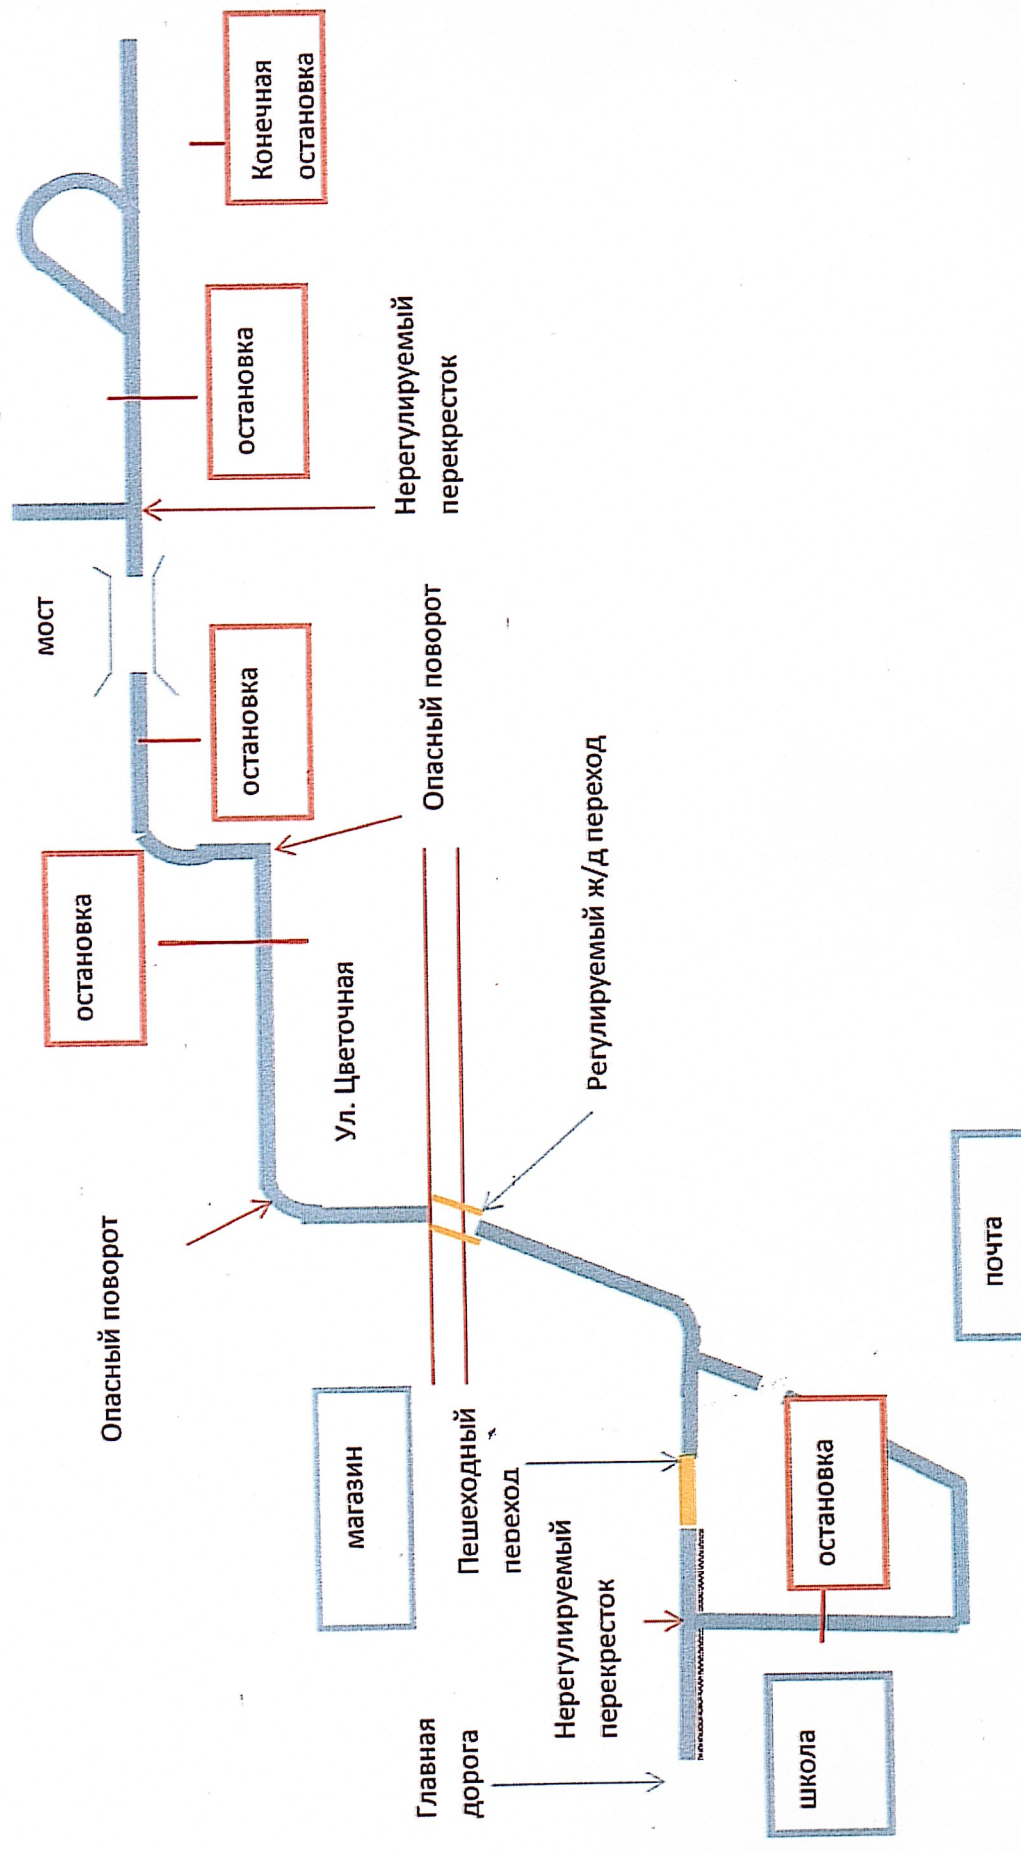 Главная
дорога
школа
Нерегулируемый
перекресток
остановка
Пешеходный
переход
магазин
почта
Опасный поворот
Ул. Цветочная
Регулируемый ж/д переход
остановка
Опасный поворот
остановка
мост
Нерегулируемый
перекресток
остановка
Конечная
остановка